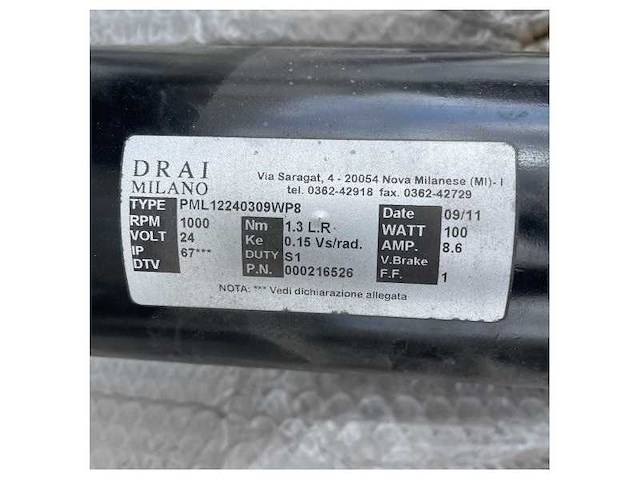 DRAI
MILANO
Via Saragat, 4 - 20054 Nova Milanese (MI)- I
tel. 0362-42918 fax. 0362-42729
TYPE PML12240309WP8 Date 09/11
RPM 1000 Nm 1.3 L.R WATT 100
VOLT 24 Ke 0.15 Vs/rad. AMP. 8.6
IP 67*** DUTY S1 V.Brake
DTV P.N. 000216526 F.F. 1
NOTA: *** Vedi dichiarazione allegata